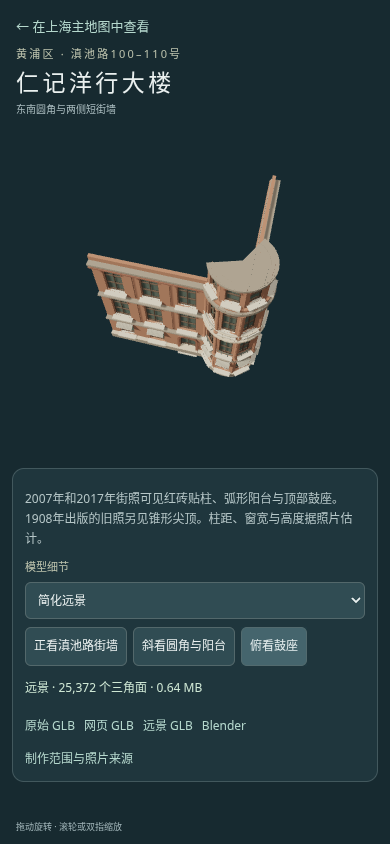 ← 在上海主地图中查看
黄浦区 · 滇池路100–110号
仁记洋行大楼
东南圆角与两侧短街墙
2007年和2017年街照可见红砖贴柱、弧形阳台与顶部鼓座。
1908年出版的旧照另见锥形尖顶。柱距、窗宽与高度据照片估
计。
模型细节
简化远景
正看滇池路街墙 斜看圆角与阳台 俯看鼓座
远景 · 25,372 个三角面 · 0.64 MB
原始 GLB 网页 GLB 远景 GLB Blender
制作范围与照片来源
拖动旋转 · 滚轮或双指缩放